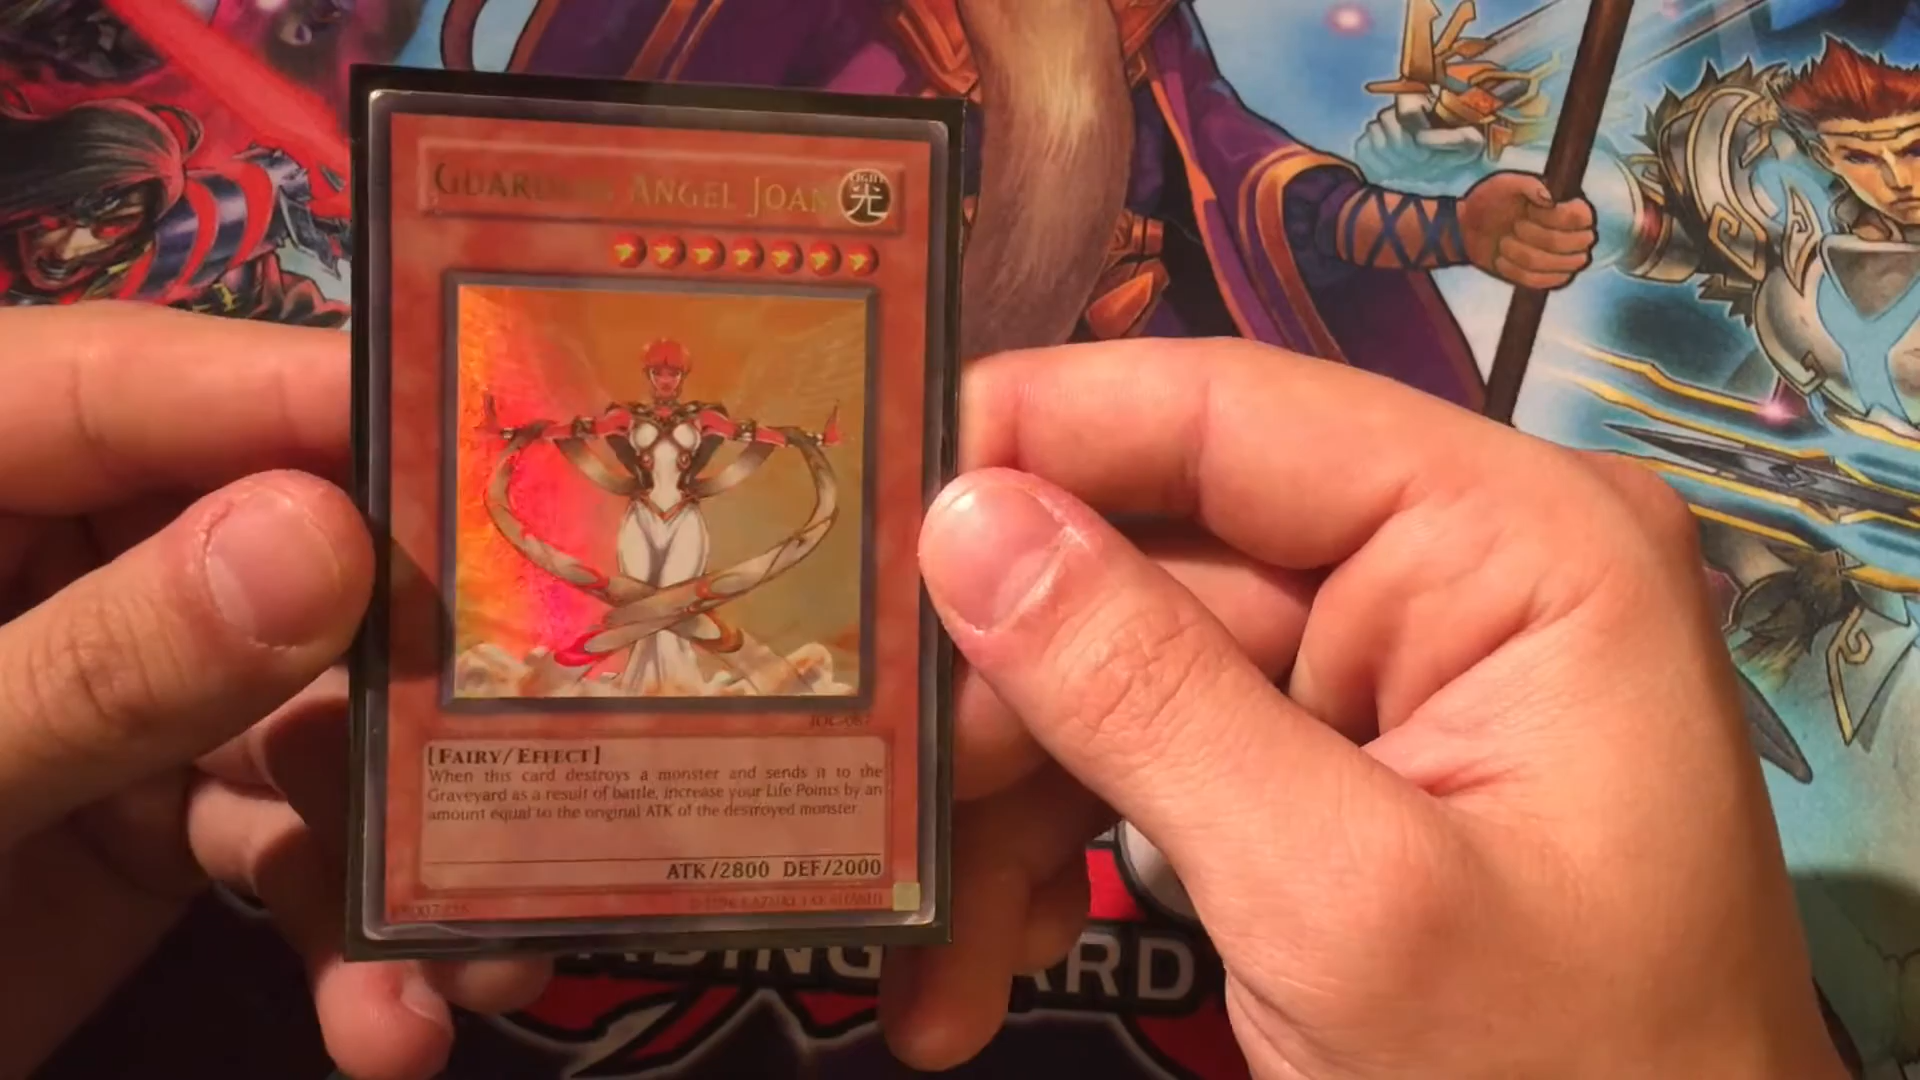 GUARDIAN ANGEL JOAN
LIGHT
光
[FAIRY/EFFECT]
When this card destroys a monster and sends it to the
Graveyard as a result of battle, increase your Life Points by an
amount equal to the original ATK of the destroyed monster.
ATK/2800 DEF/2000